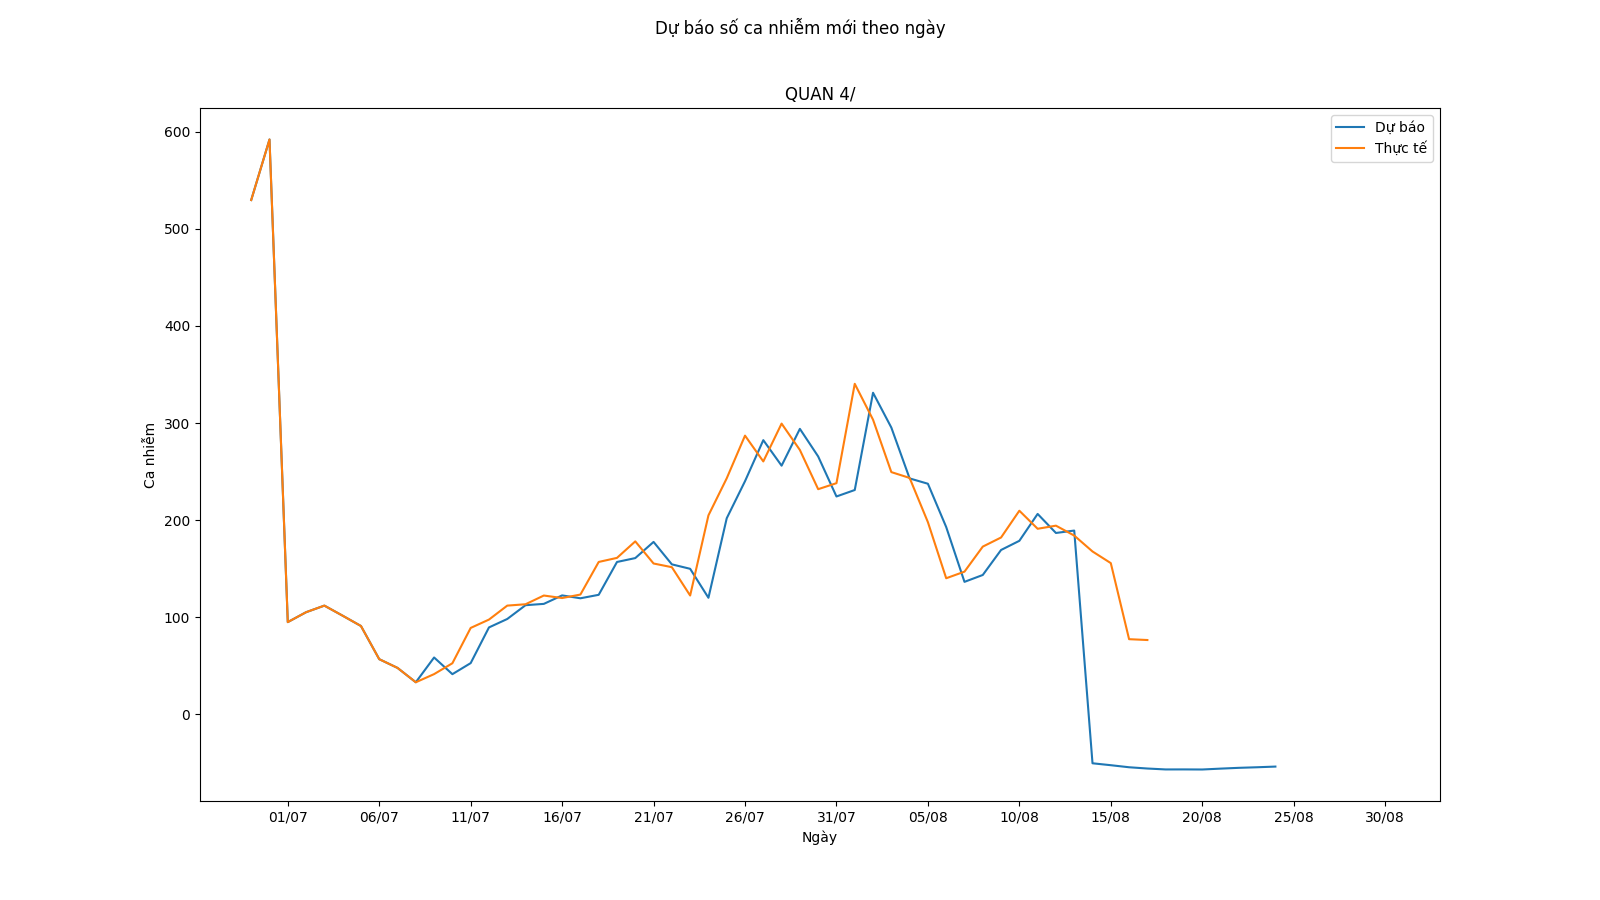 Dự báo số ca nhiễm mới theo ngày
QUAN 4/
Dự báo
Thực tế
600
500
400
300
200
100
0
Ca nhiễm
01/07 06/07 11/07 16/07 21/07 26/07 31/07 05/08 10/08 15/08 20/08 25/08 30/08
Ngày